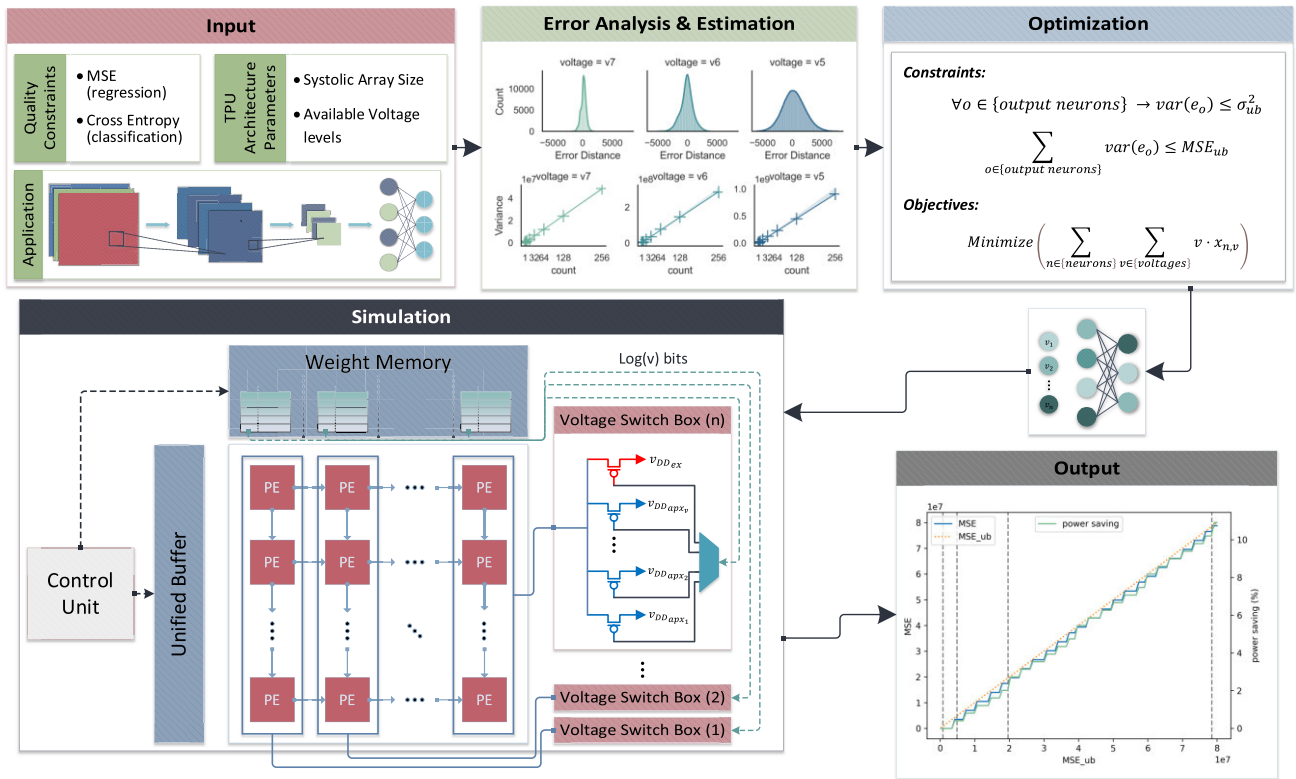 Input
Quality
Constraints
• MSE
(regression)
• Cross Entropy
(classification)
TPU
Architecture
Parameters
• Systolic Array Size
• Available Voltage
levels
Application
Error Analysis & Estimation
voltage = v7
voltage = v6
voltage = v5
Count
10000
5000
0
−5000 0 5000
−5000 0 5000
−5000 0 5000
Error Distance
Error Distance
Error Distance
1e7 voltage = v7
1e8 voltage = v6
1e9 voltage = v5
Variance
4
2
0
2
0
1.0
0.5
0.0
1 3264 128 256
1 3264 128 256
1 3264 128 256
count
count
count
Optimization
Constraints:
∀o ∈ {output neurons} → var(e_o) ≤ σ²_ub
∑ var(e_o) ≤ MSE_ub
o∈{output neurons}
Objectives:
Minimize ( ∑ ∑ v · x_{n,v} )
n∈{neurons} v∈{voltages}
v₁
v₂
vₙ
Simulation
Weight Memory
Log(v) bits
Control
Unit
Unified Buffer
PE PE PE
PE PE PE
PE PE PE
Voltage Switch Box (n)
v_DD_ex
v_DD_apx_v
v_DD_apx_2
v_DD_apx_1
Voltage Switch Box (2)
Voltage Switch Box (1)
Output
1e7
MSE
MSE_ub
power saving
8
7
6
5
4
3
2
1
0
MSE
10
8
6
4
2
0
power saving (%)
0 1 2 3 4 5 6 7 8
MSE_ub
1e7